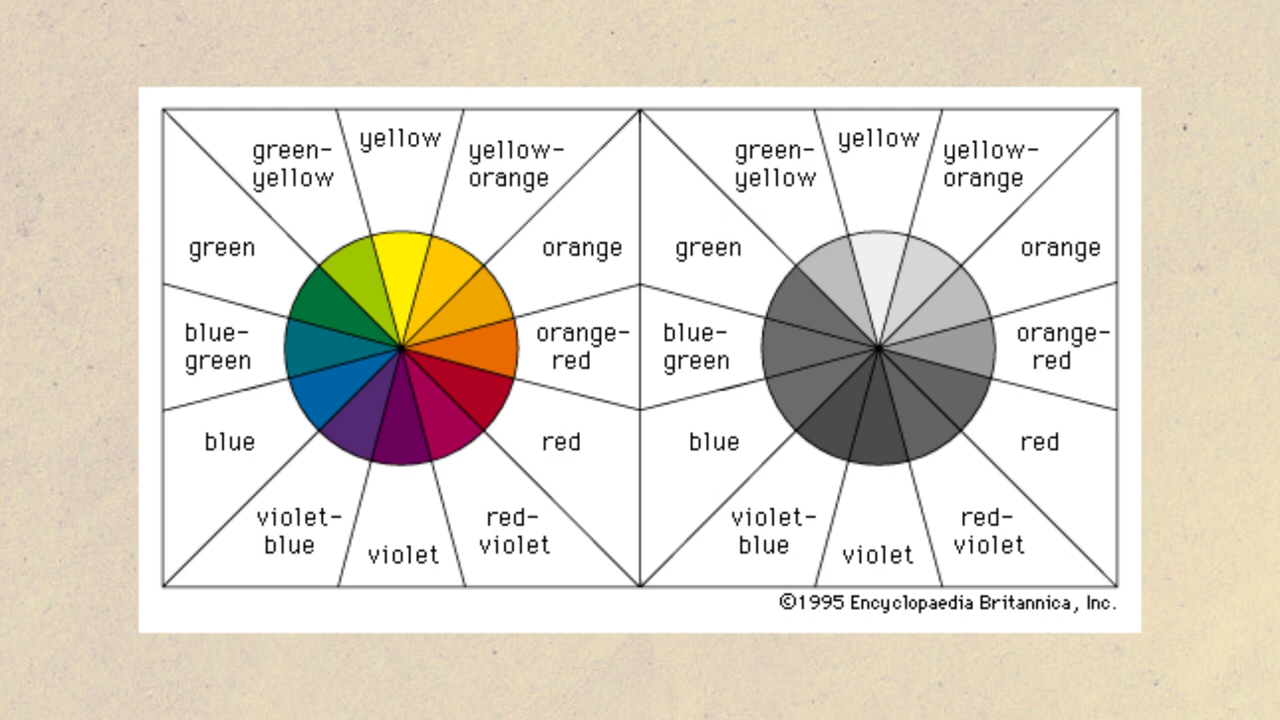 yellow
green-
yellow
yellow-
orange
green
orange
blue-
green
orange-
red
blue
red
violet-
blue
red-
violet
violet
yellow
green-
yellow
yellow-
orange
green
orange
blue-
green
orange-
red
blue
red
violet-
blue
red-
violet
violet
©1995 Encyclopaedia Britannica, Inc.